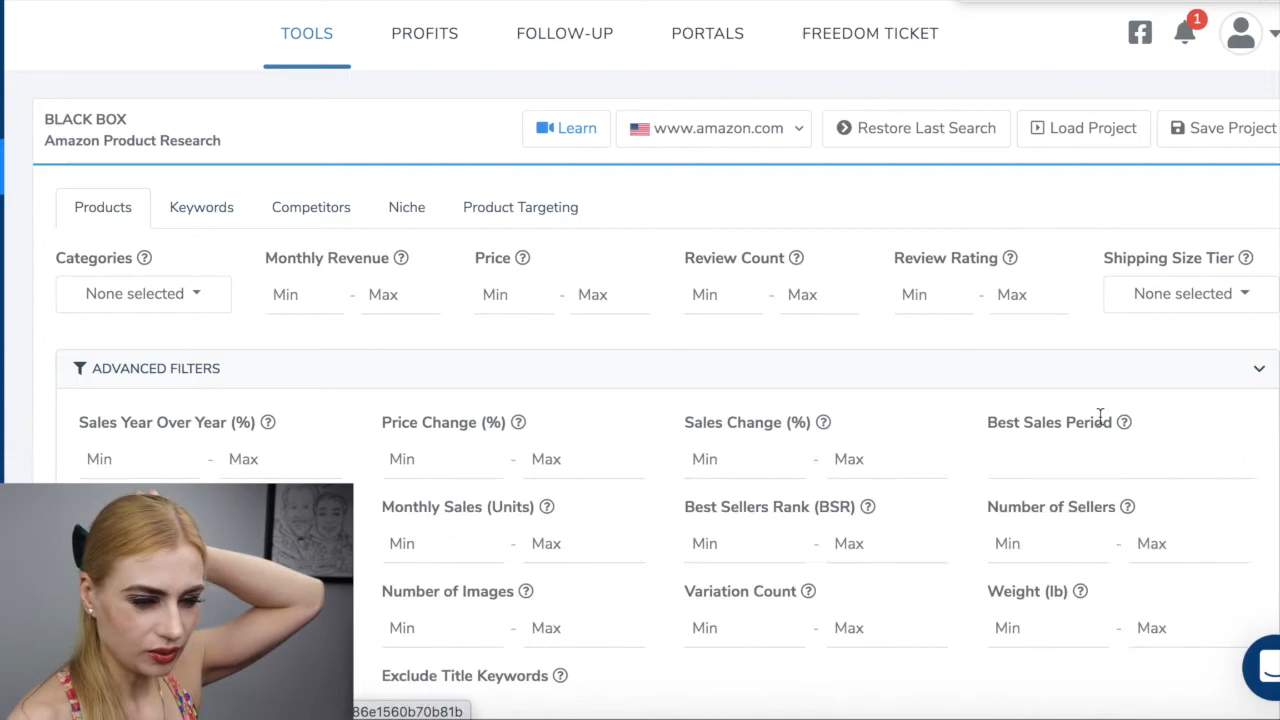 TOOLS PROFITS FOLLOW-UP PORTALS FREEDOM TICKET 1
BLACK BOX
Amazon Product Research
Learn www.amazon.com Restore Last Search Load Project Save Project
Products Keywords Competitors Niche Product Targeting
Categories Monthly Revenue Price Review Count Review Rating Shipping Size Tier
None selected Min - Max Min - Max Min - Max Min - Max None selected
ADVANCED FILTERS
Sales Year Over Year (%) Price Change (%) Sales Change (%) Best Sales Period
Min - Max Min - Max Min - Max
Monthly Sales (Units) Best Sellers Rank (BSR) Number of Sellers
Min - Max Min - Max Min - Max
Number of Images Variation Count Weight (lb)
Min - Max Min - Max Min - Max
Exclude Title Keywords
86e1560b70b81b